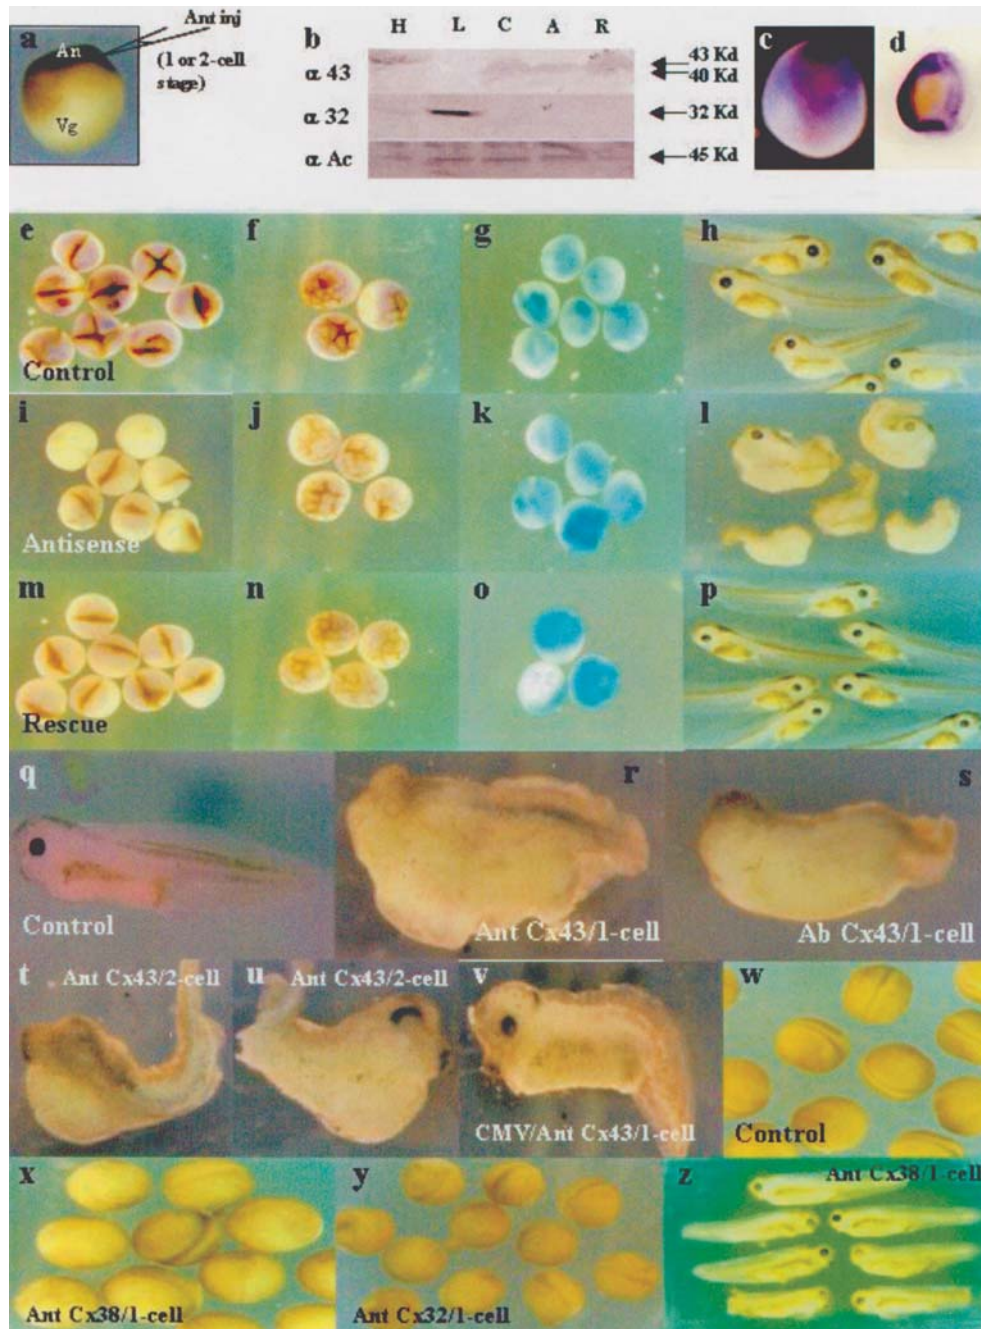 a
Ant inj
An
(1 or 2-cell
stage)
Vg
b
H L C A R
α 43
43 Kd
40 Kd
α 32
32 Kd
α Ac
45 Kd
c
d
e
f
g
h
Control
i
j
k
l
Antisense
m
n
o
p
Rescue
q
r
s
Control
Ant Cx43/1-cell
Ab Cx43/1-cell
t
Ant Cx43/2-cell
u
Ant Cx43/2-cell
v
w
CMV/Ant Cx43/1-cell
Control
x
y
z
Ant Cx38/1-cell
Ant Cx38/1-cell
Ant Cx32/1-cell